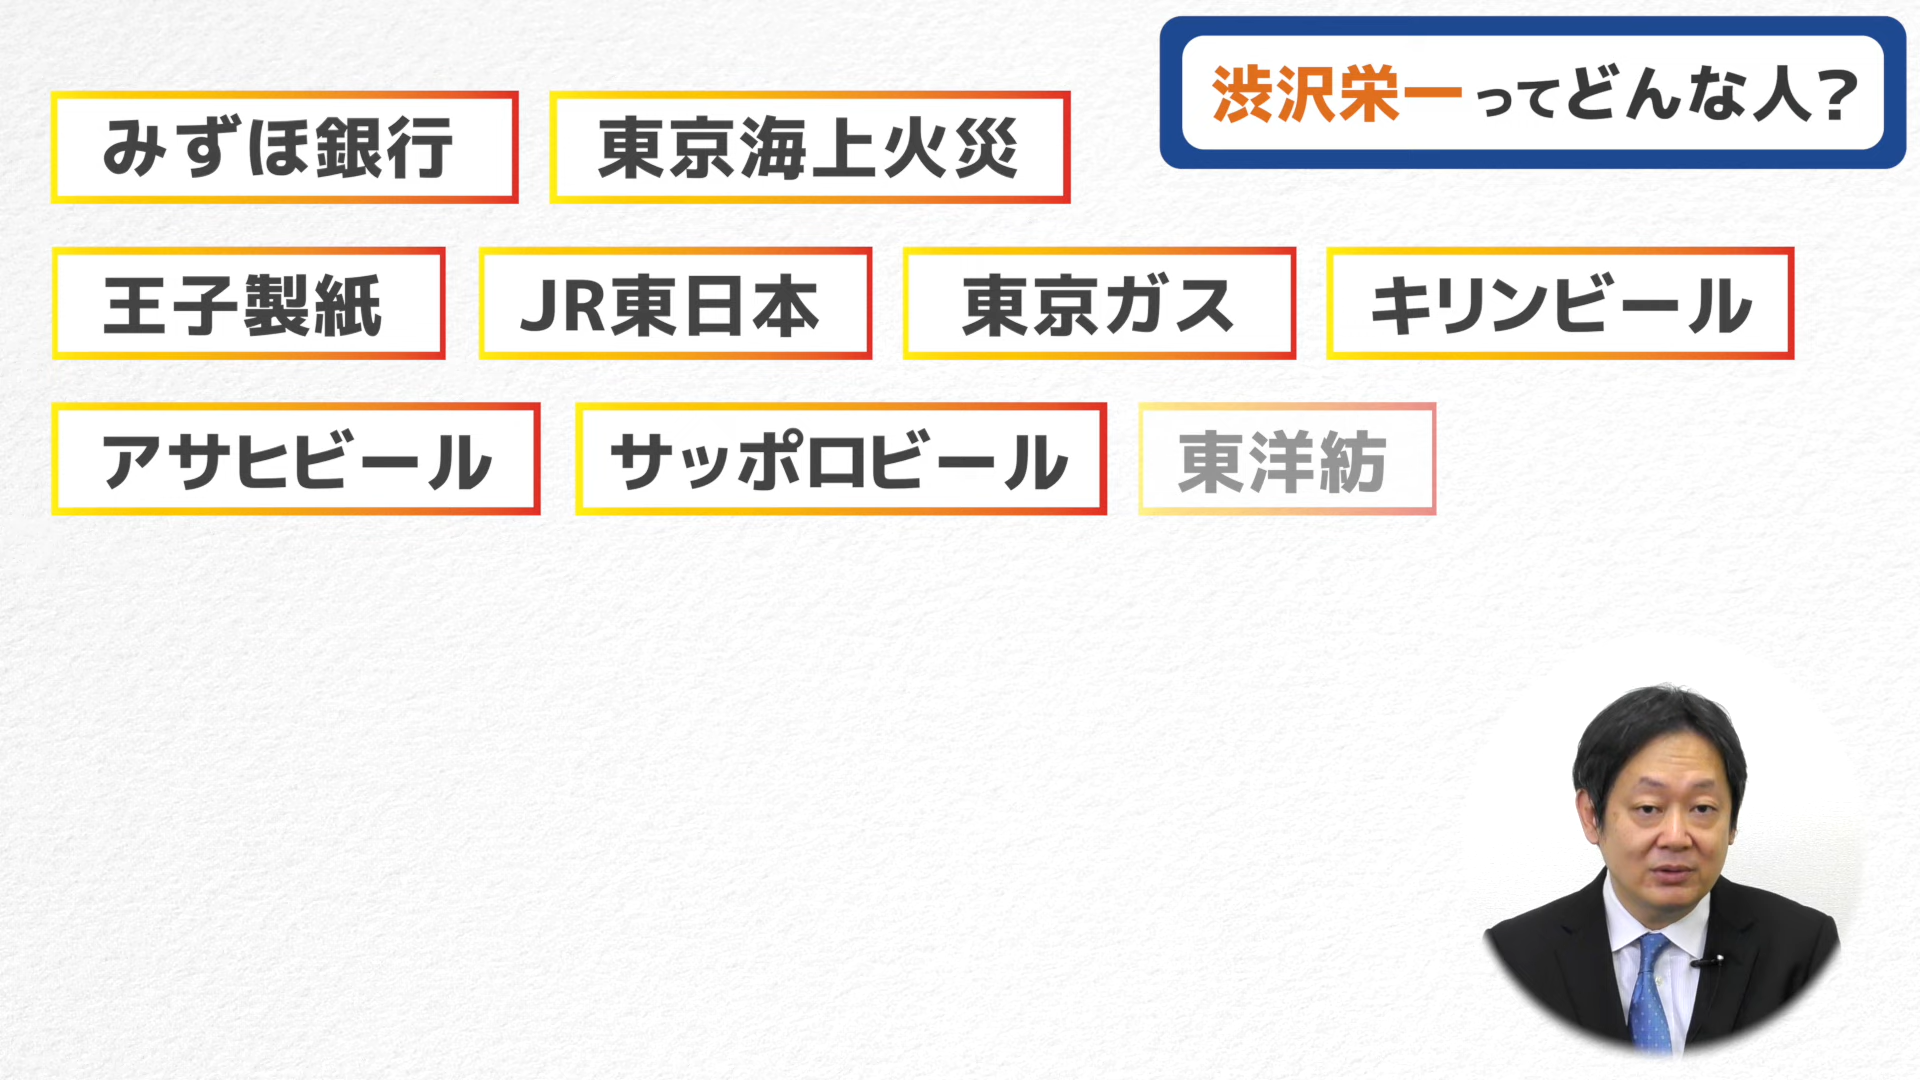 渋沢栄一ってどんな人?
みずほ銀行
東京海上火災
王子製紙
JR東日本
東京ガス
キリンビール
アサヒビール
サッポロビール
東洋紡